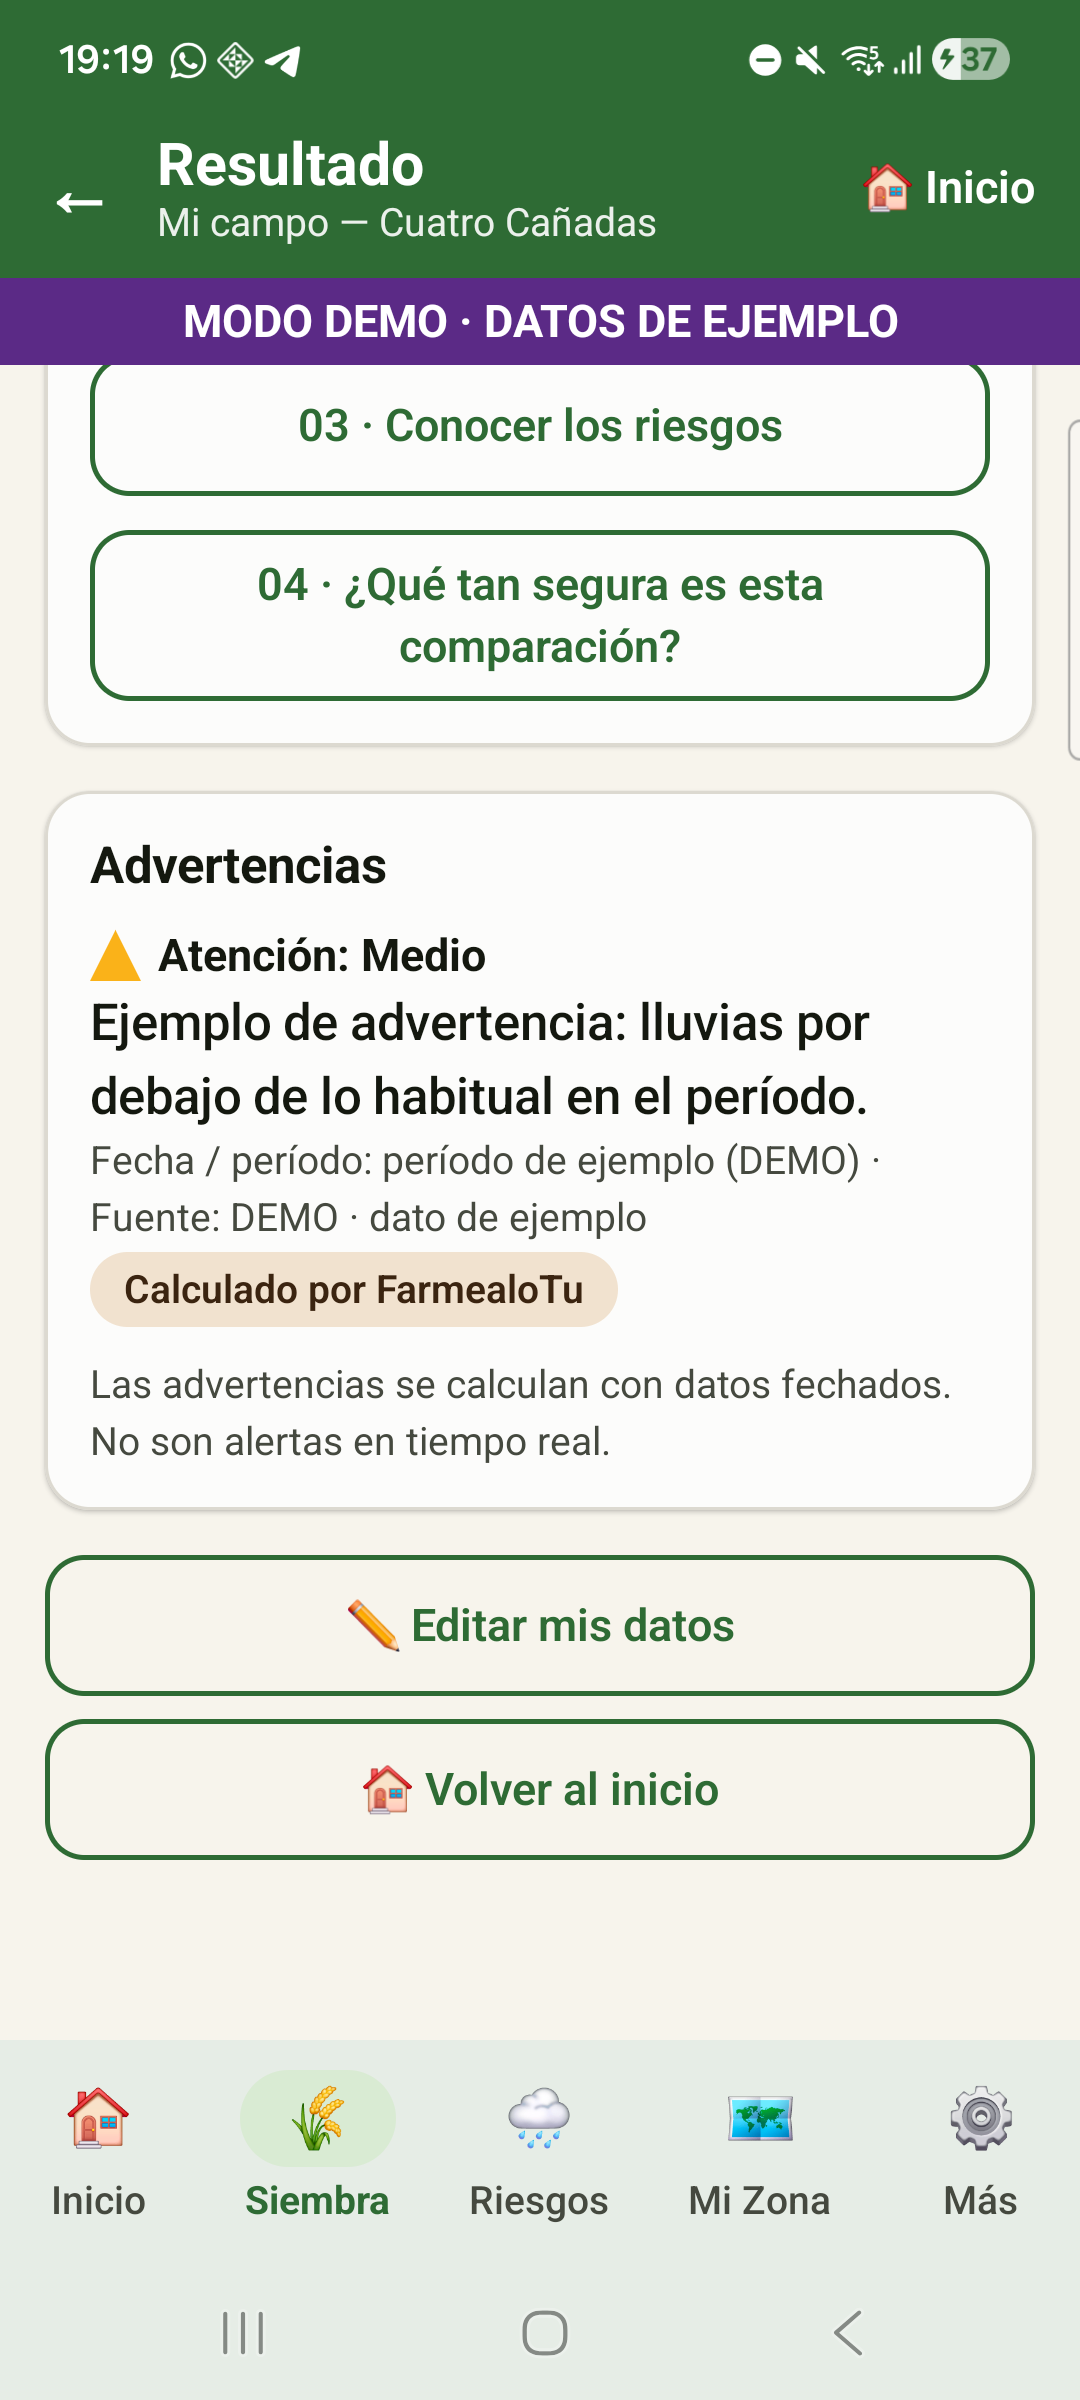 19:19
5
37
Resultado
Mi campo — Cuatro Cañadas
Inicio
MODO DEMO · DATOS DE EJEMPLO
03 · Conocer los riesgos
04 · ¿Qué tan segura es esta
comparación?
Advertencias
Atención: Medio
Ejemplo de advertencia: lluvias por
debajo de lo habitual en el período.
Fecha / período: período de ejemplo (DEMO) ·
Fuente: DEMO · dato de ejemplo
Calculado por FarmealoTu
Las advertencias se calculan con datos fechados.
No son alertas en tiempo real.
Editar mis datos
Volver al inicio
Inicio
Siembra
Riesgos
Mi Zona
Más